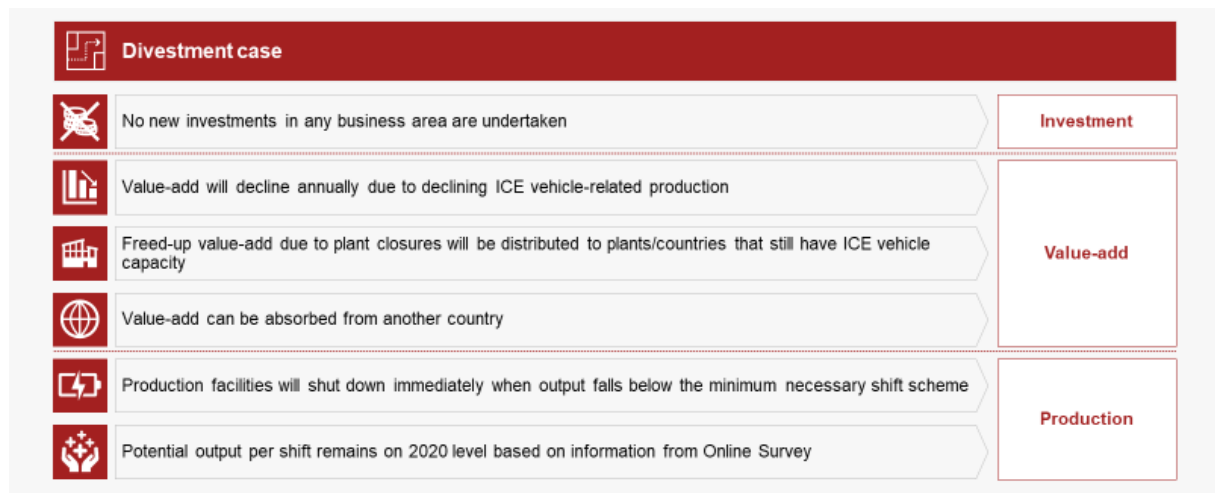 Divestment case
No new investments in any business area are undertaken
Investment
Value-add will decline annually due to declining ICE vehicle-related production
Freed-up value-add due to plant closures will be distributed to plants/countries that still have ICE vehicle
capacity
Value-add can be absorbed from another country
Value-add
Production facilities will shut down immediately when output falls below the minimum necessary shift scheme
Potential output per shift remains on 2020 level based on information from Online Survey
Production